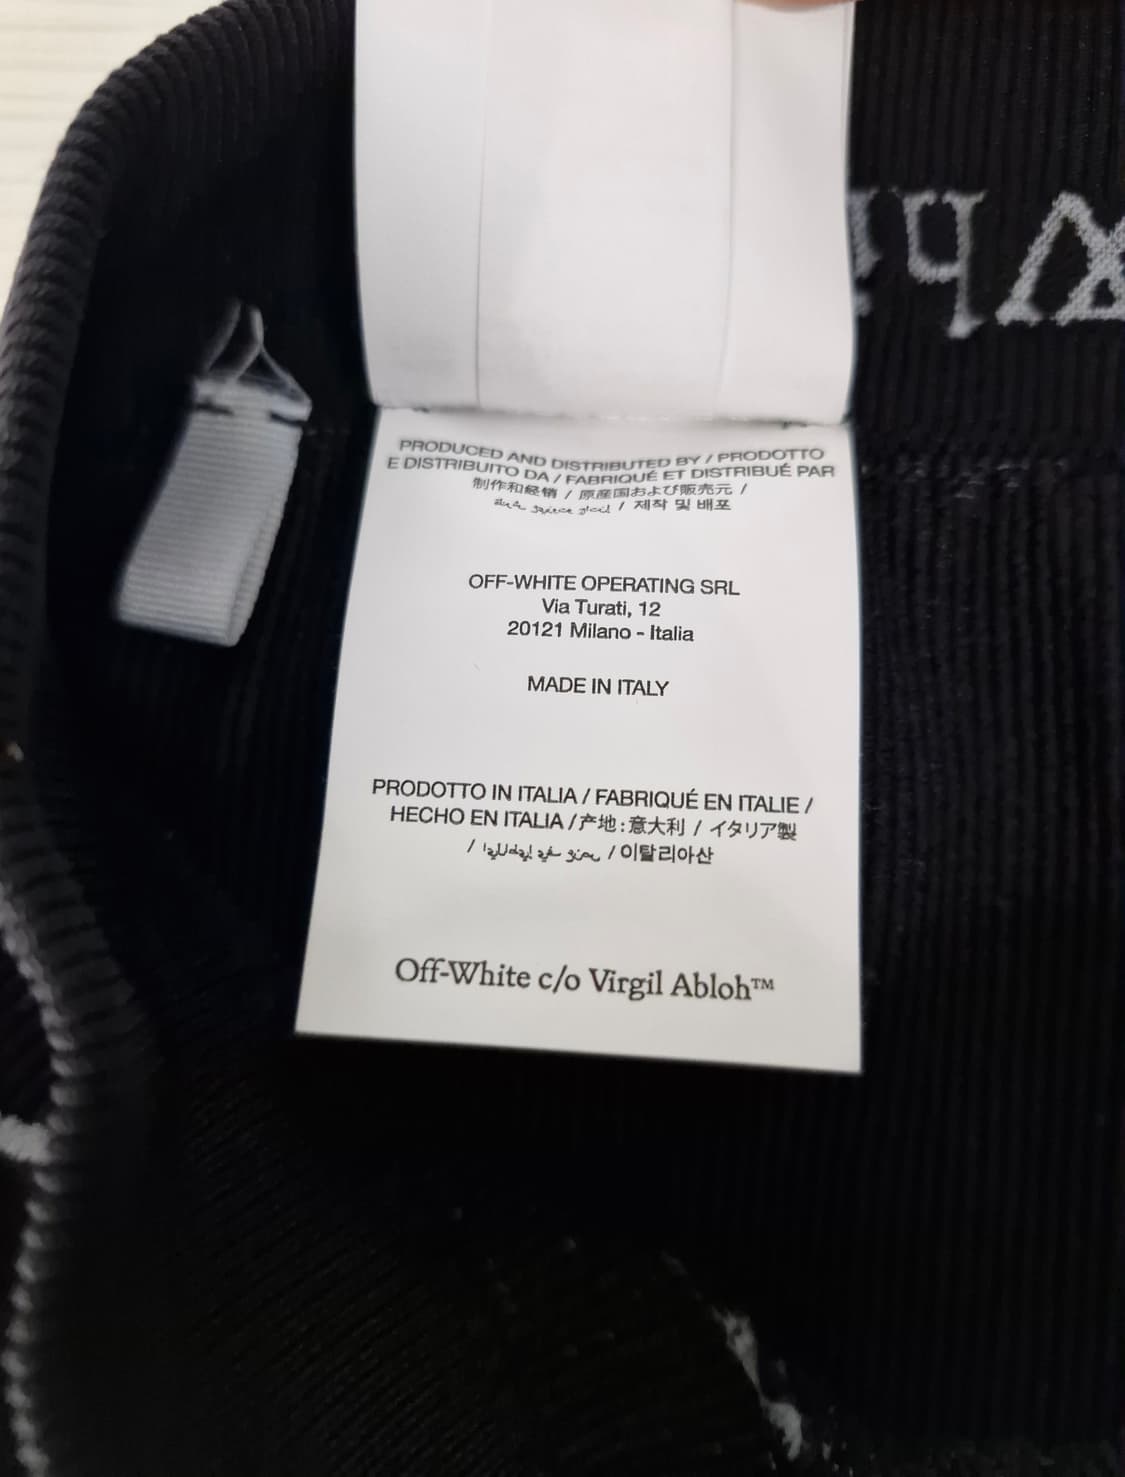 PRODUCED AND DISTRIBUTED BY / PRODOTTO
E DISTRIBUITO DA / FABRIQUÉ ET DISTRIBUÉ PAR
制作和经销 / 原産国および販売元 /
/ 제작 및 배포
OFF-WHITE OPERATING SRL
Via Turati, 12
20121 Milano - Italia
MADE IN ITALY
PRODOTTO IN ITALIA / FABRIQUÉ EN ITALIE /
HECHO EN ITALIA / 产地 : 意大利 / イタリア製
/ / 이탈리아산
Off-White c/o Virgil Abloh™